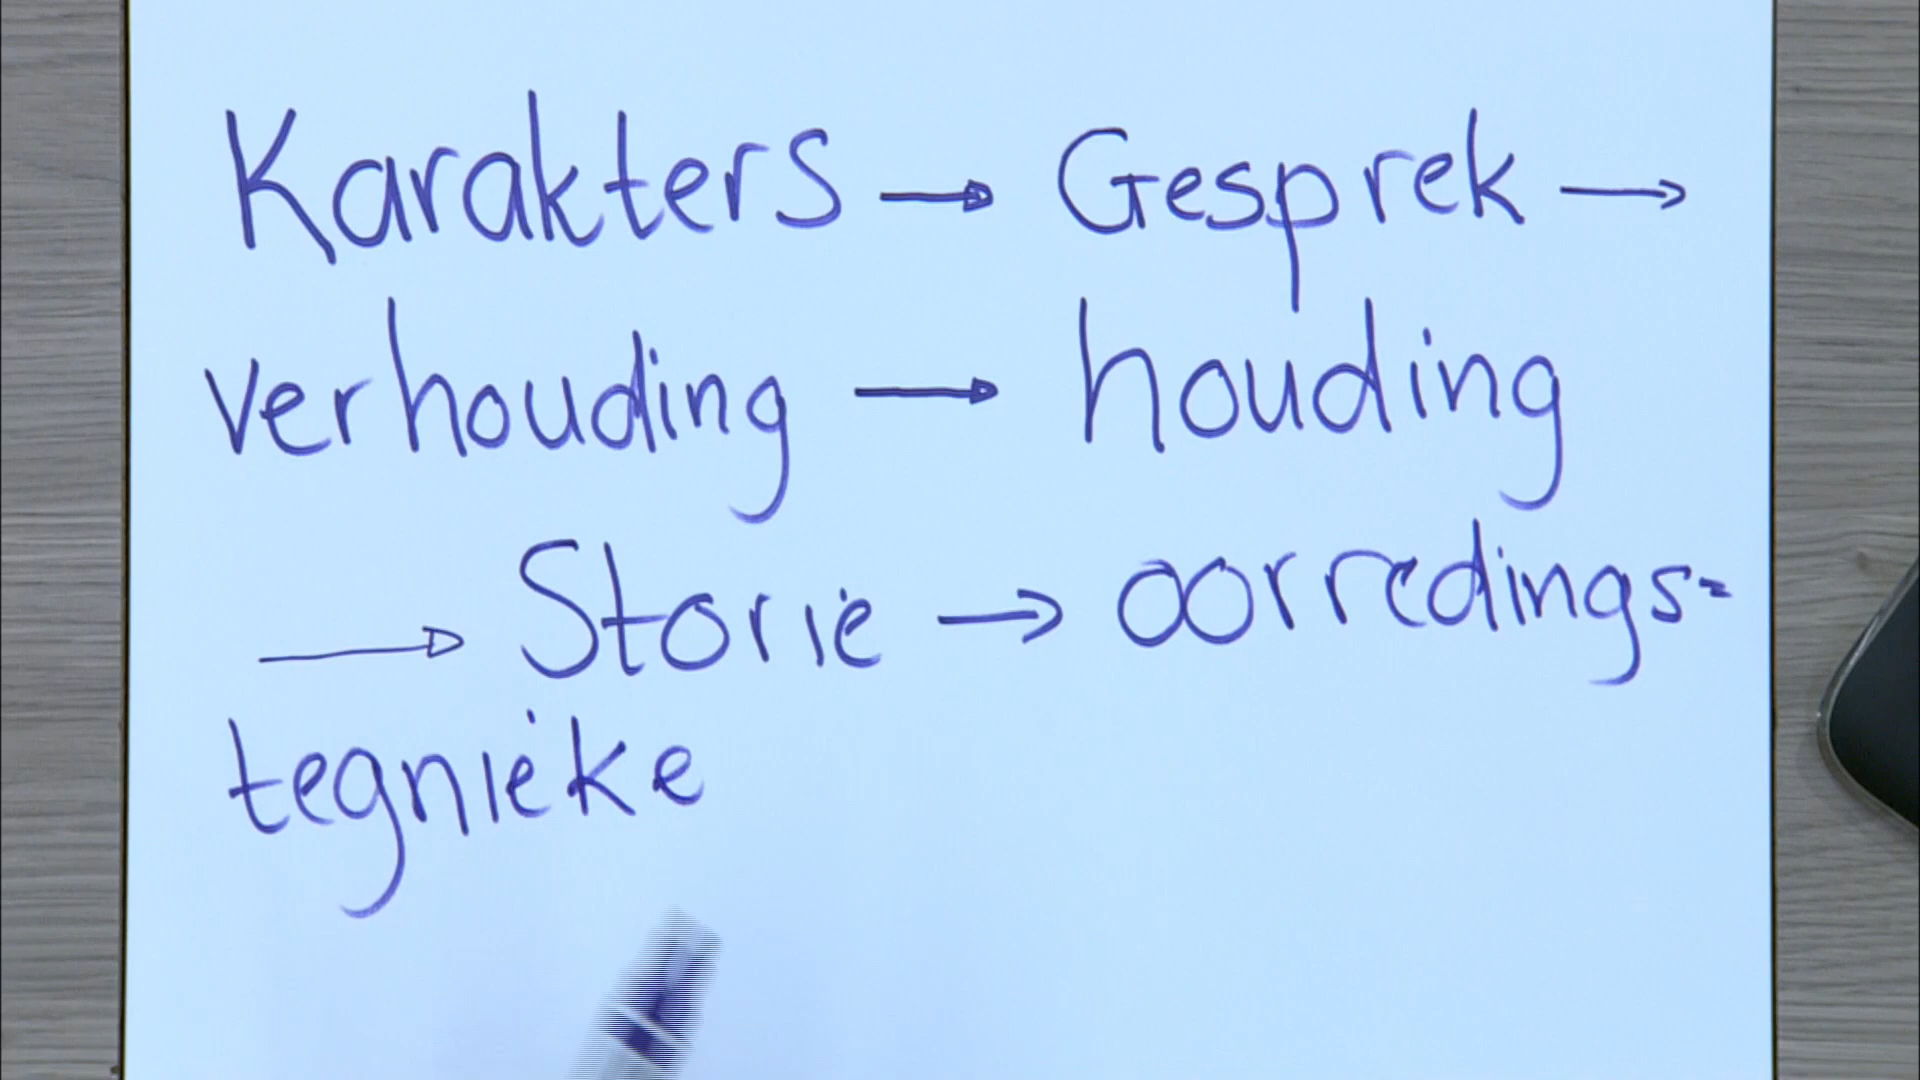 Karakters → Gesprek →
verhouding → houding
→ Storie → oorredings-
tegnieke